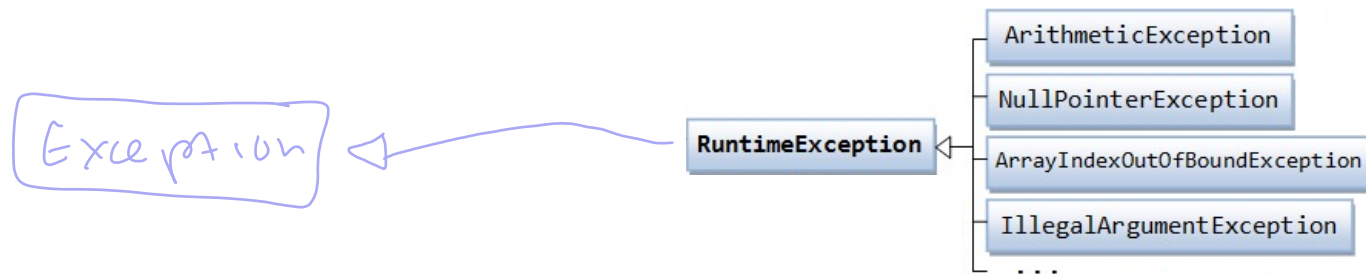 Exception
RuntimeException
ArithmeticException
NullPointerException
ArrayIndexOutOfBoundException
IllegalArgumentException
...